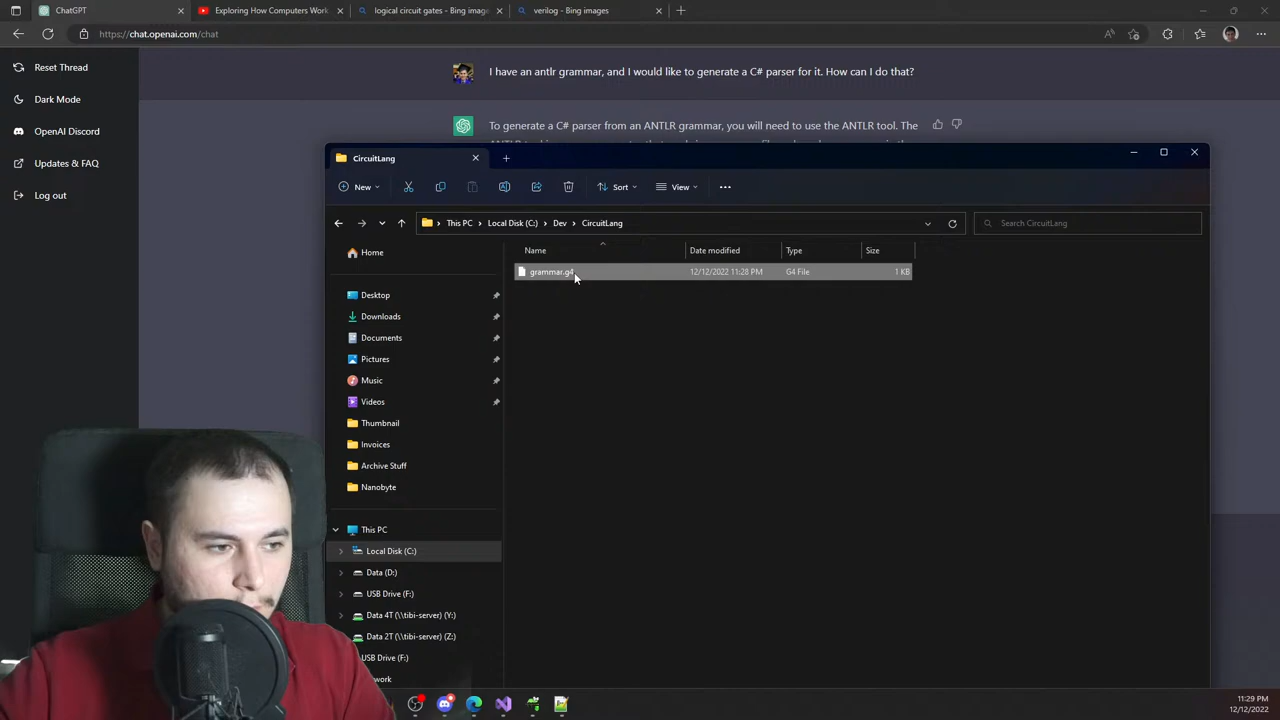 ChatGPT
Exploring How Computers Work
logical circuit gates - Bing imag
verilog - Bing images
https://chat.openai.com/chat
Reset Thread
Dark Mode
OpenAI Discord
Updates & FAQ
Log out
I have an antlr grammar, and I would like to generate a C# parser for it. How can I do that?
To generate a C# parser from an ANTLR grammar, you will need to use the ANTLR tool. The
CircuitLang
New
Sort
View
This PC
Local Disk (C:)
Dev
CircuitLang
Search CircuitLang
Name
Date modified
Type
Size
grammar.g4
12/12/2022 11:28 PM
G4 File
1 KB
Home
Desktop
Downloads
Documents
Pictures
Music
Videos
Thumbnail
Invoices
Archive Stuff
Nanobyte
This PC
Local Disk (C:)
Data (D:)
USB Drive (F:)
Data 4T (\\tibi-server) (Y:)
Data 2T (\\tibi-server) (Z:)
USB Drive (F:)
11:29 PM
12/12/2022